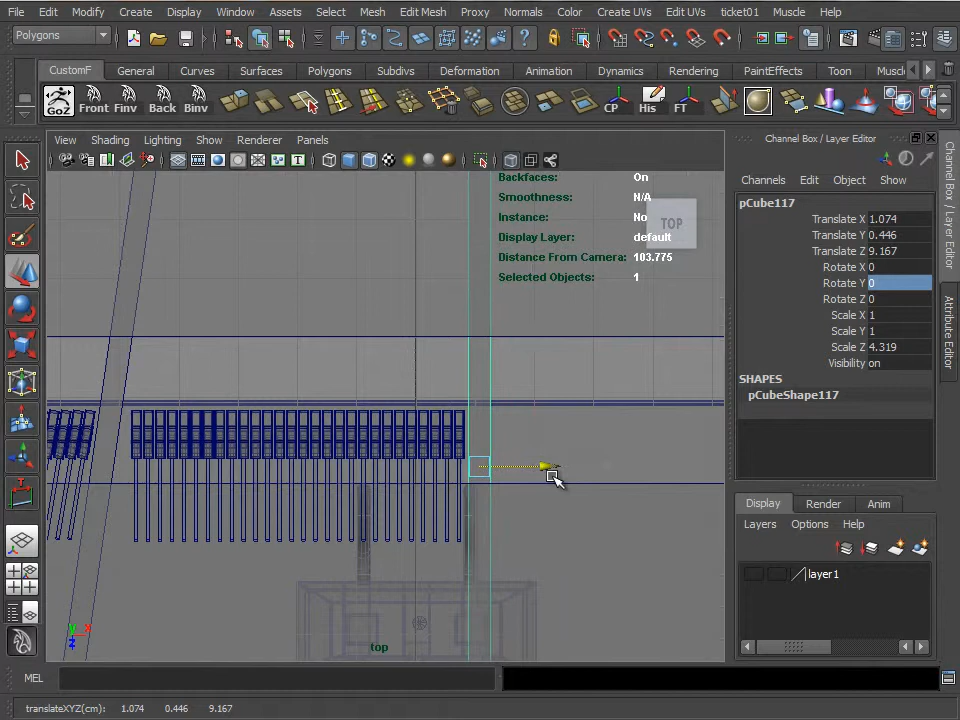 File Edit Modify Create Display Window Assets Select Mesh Edit Mesh Proxy Normals Color Create UVs Edit UVs ticket01 Muscle Help
Polygons
CustomF General Curves Surfaces Polygons Subdivs Deformation Animation Dynamics Rendering PaintEffects Toon Muscl
GoZ Front Finv Back Binv CP His FT
View Shading Lighting Show Renderer Panels
Channel Box / Layer Editor
Channels Edit Object Show
pCube117
Translate X 1.074
Translate Y 0.446
Translate Z 9.167
Rotate X 0
Rotate Y 0
Rotate Z 0
Scale X 1
Scale Y 1
Scale Z 4.319
Visibility on
SHAPES
pCubeShape117
Backfaces: On
Smoothness: N/A
Instance: No
Display Layer: default
Distance From Camera: 103.775
Selected Objects: 1
TOP
top
y x
z
Display Render Anim
Layers Options Help
layer1
Channel Box / Layer Editor
Attribute Editor
MEL
translateXYZ(cm): 1.074 0.446 9.167